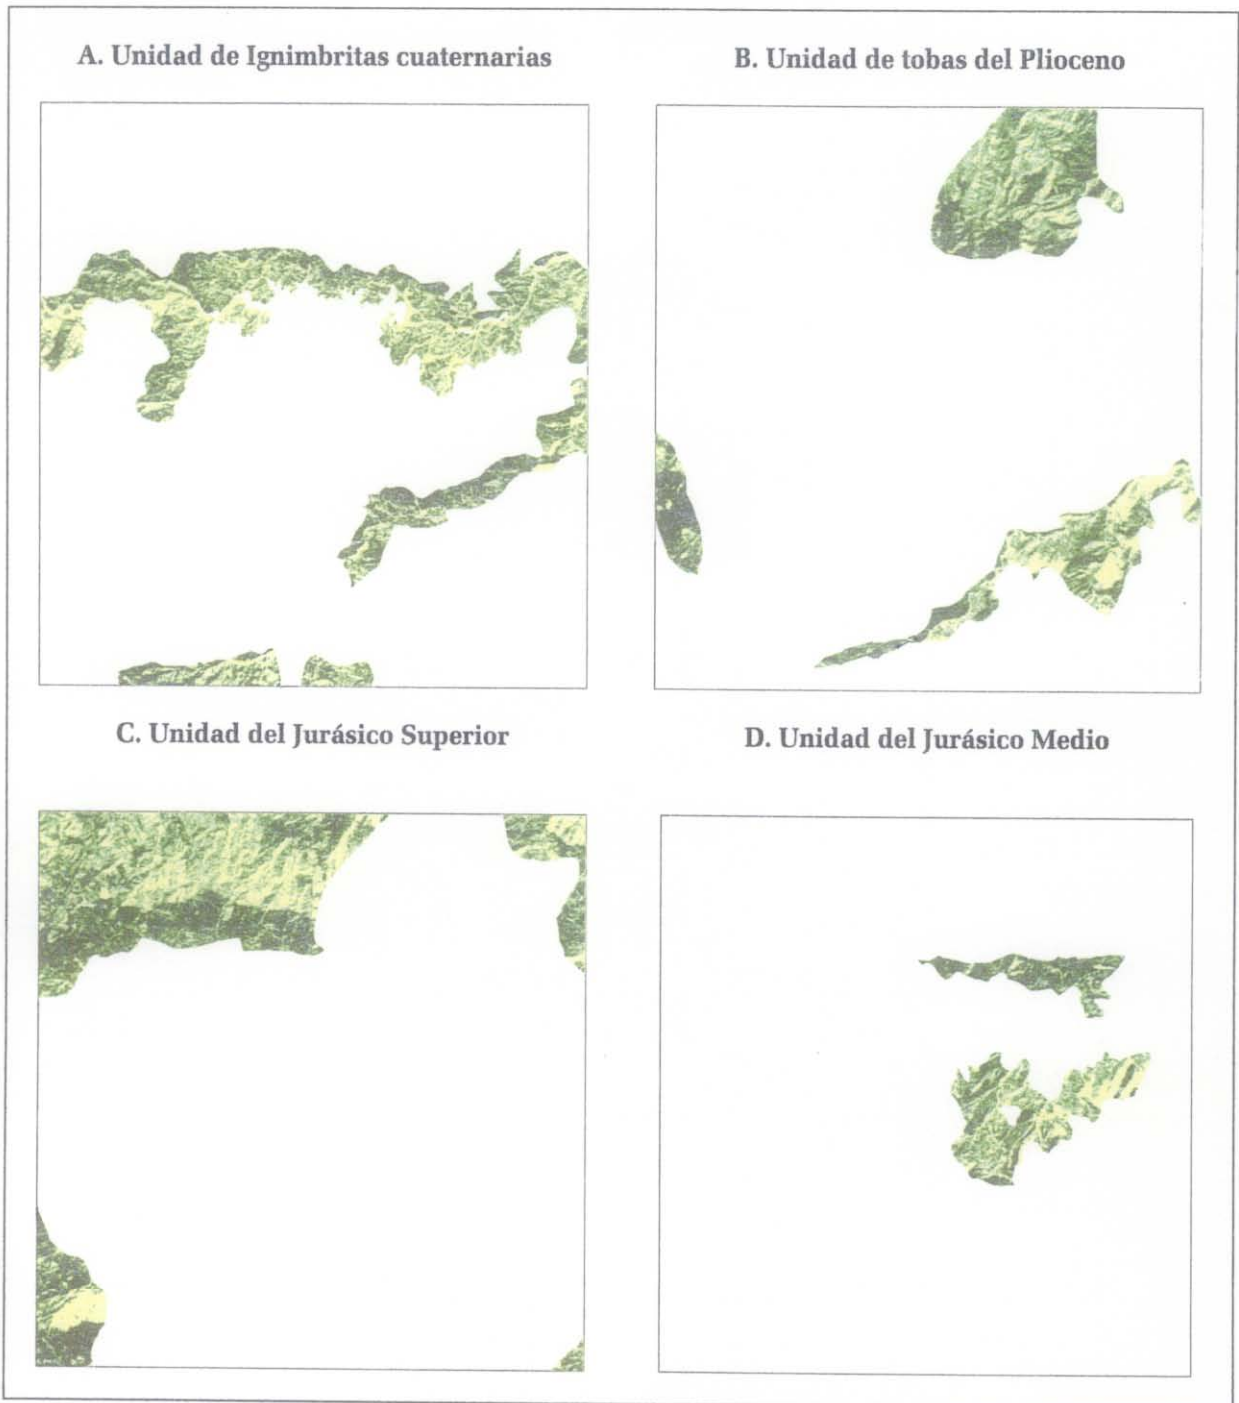 A. Unidad de Ignimbritas cuaternarias
B. Unidad de tobas del Plioceno
C. Unidad del Jurásico Superior
D. Unidad del Jurásico Medio